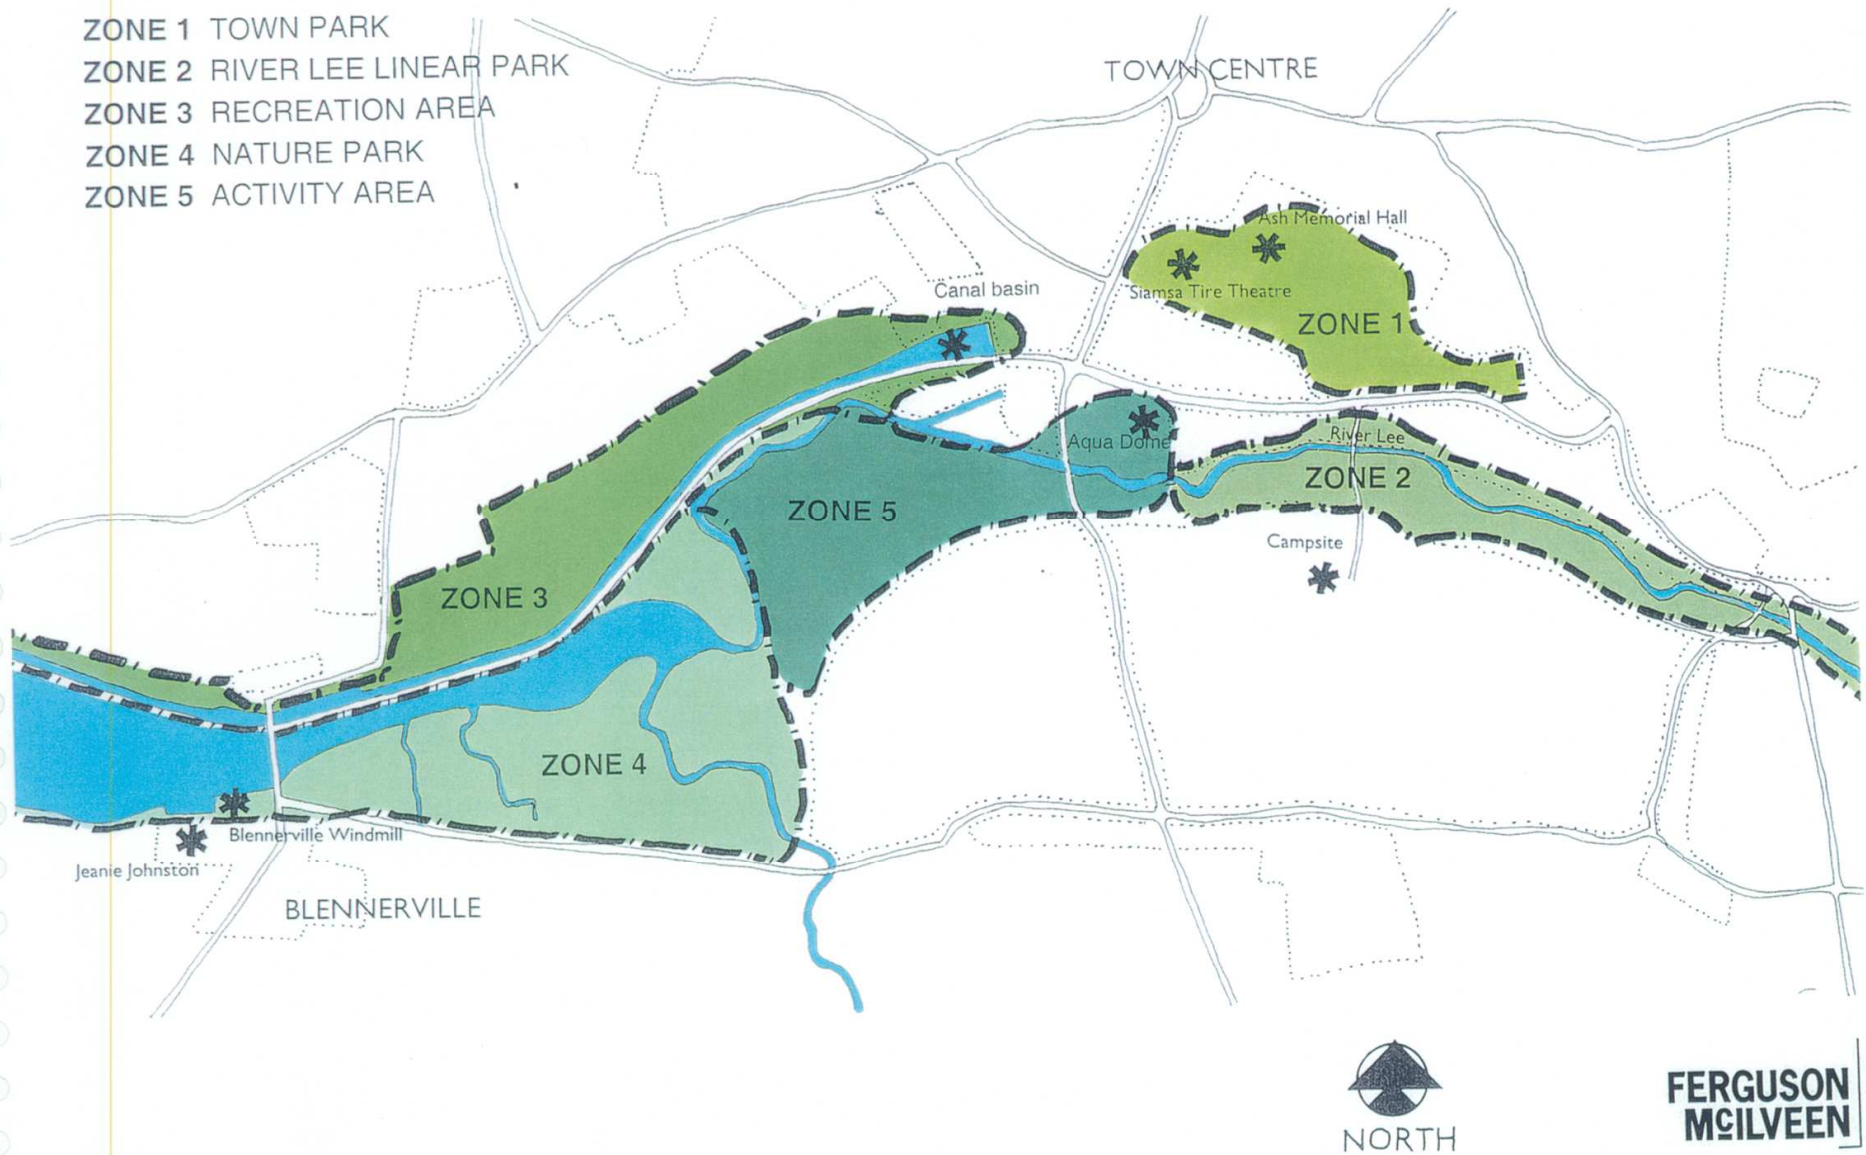 ZONE 1 TOWN PARK
ZONE 2 RIVER LEE LINEAR PARK
ZONE 3 RECREATION AREA
ZONE 4 NATURE PARK
ZONE 5 ACTIVITY AREA
TOWN CENTRE
Ash Memorial Hall
Siamsa Tire Theatre
Canal basin
ZONE 1
River Lee
Aqua Dome
ZONE 2
ZONE 5
Campsite
ZONE 3
ZONE 4
Blennerville Windmill
Jeanie Johnston
BLENNERVILLE
NORTH
FERGUSON
McILVEEN